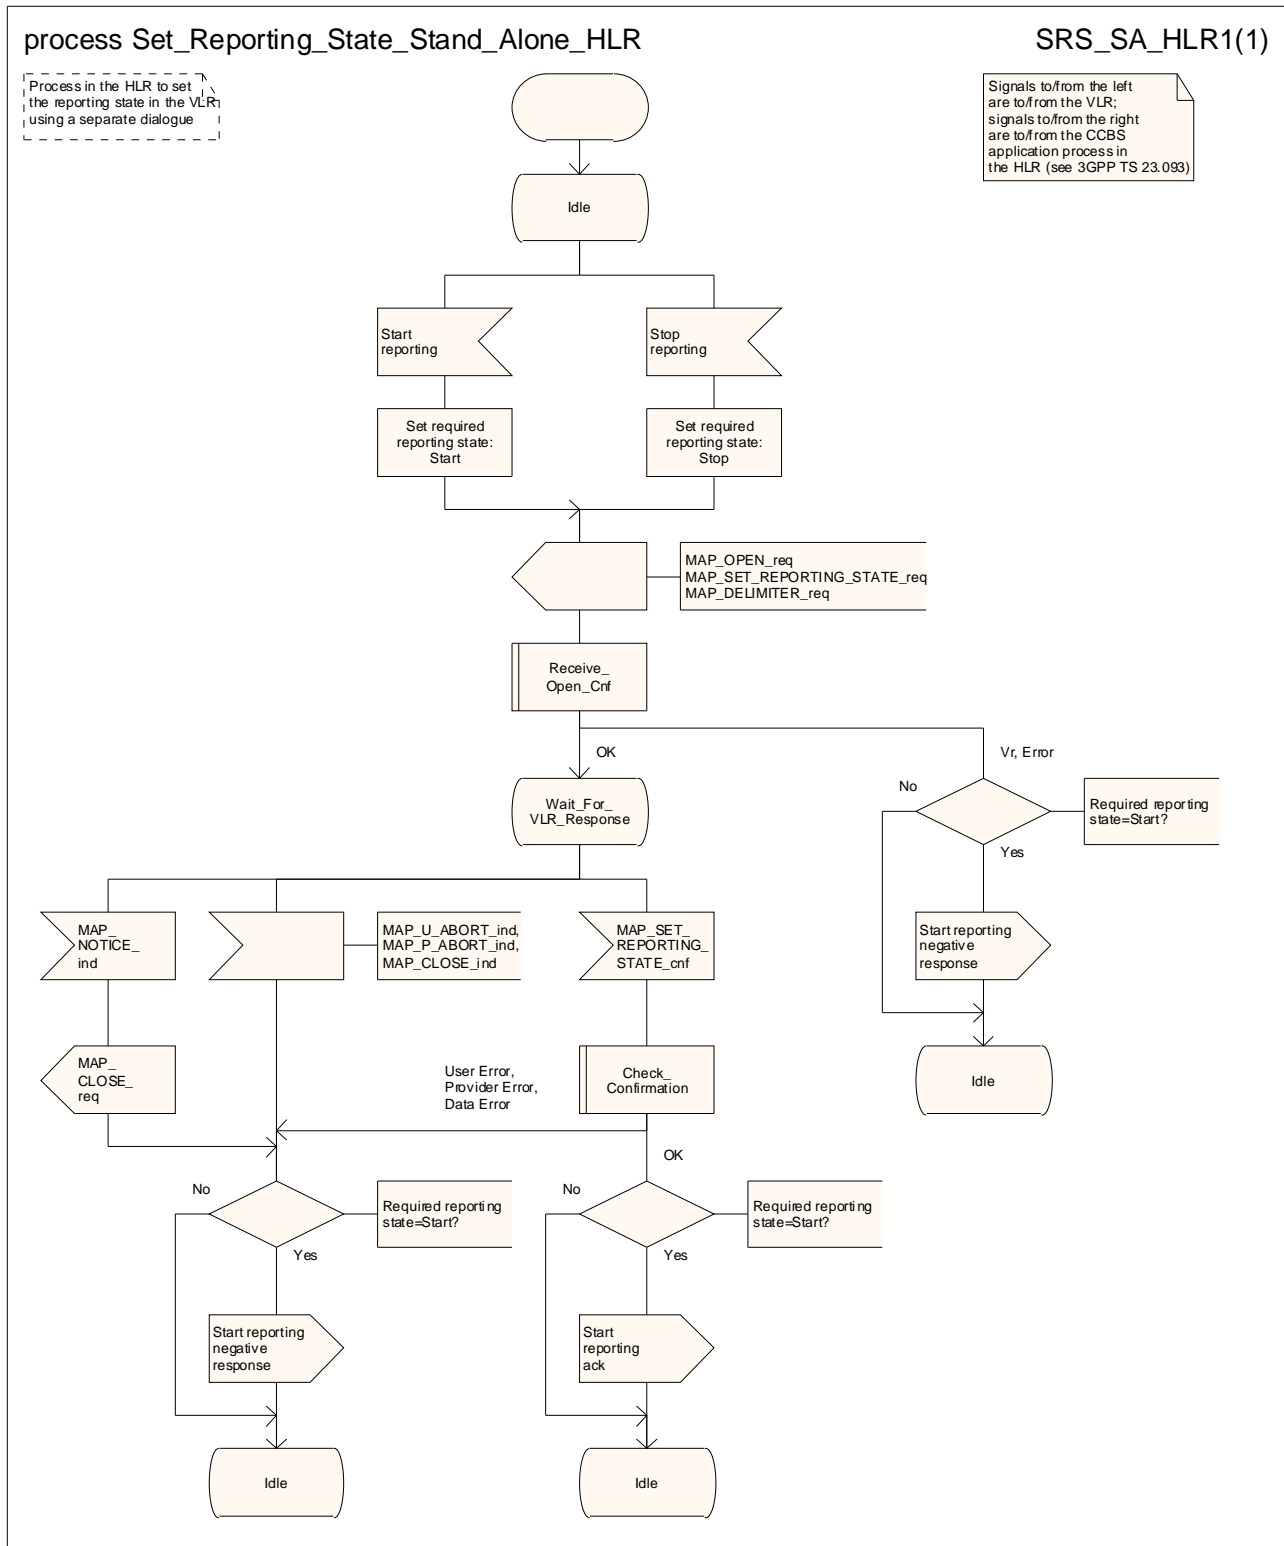 process Set_Reporting_State_Stand_Alone_HLR
SRS_SA_HLR1(1)
Process in the HLR to set
the reporting state in the VLR
using a separate dialogue
Signals to/from the left
are to/from the VLR;
signals to/from the right
are to/from the CCBS
application process in
the HLR (see 3GPP TS 23.093)
Idle
Start
reporting
Stop
reporting
Set required
reporting state:
Start
Set required
reporting state:
Stop
MAP_OPEN_req
MAP_SET_REPORTING_STATE_req
MAP_DELIMITER_req
Receive_
Open_Cnf
OK
Vr, Error
Wait_For_
VLR_Response
No
Required reporting
state=Start?
Yes
MAP_
NOTICE_
ind
MAP_U_ABORT_ind,
MAP_P_ABORT_ind,
MAP_CLOSE_ind
MAP_SET_
REPORTING_
STATE_cnf
Start reporting
negative
response
MAP_
CLOSE_
req
User Error,
Provider Error,
Data Error
Check_
Confirmation
Idle
OK
No
Required reporting
state=Start?
Yes
No
Required reporting
state=Start?
Yes
Start reporting
negative
response
Start
reporting
ack
Idle
Idle